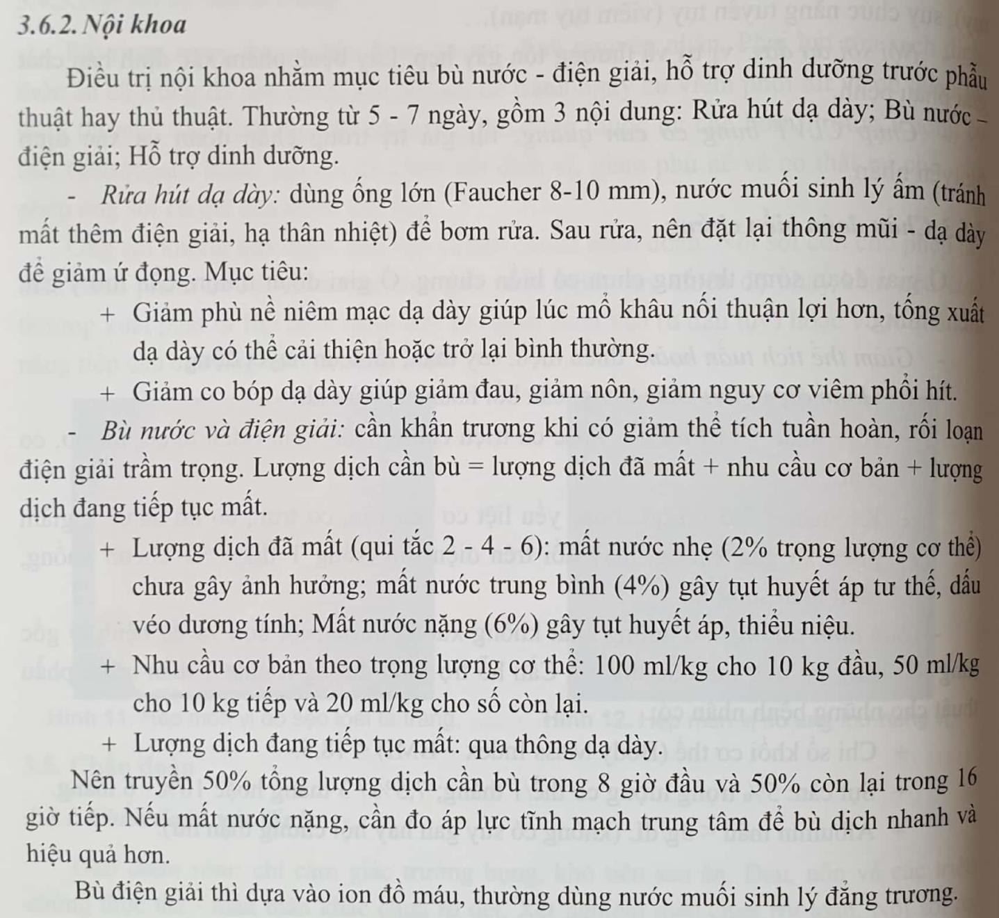 3.6.2. Nội khoa
Điều trị nội khoa nhằm mục tiêu bù nước - điện giải, hỗ trợ dinh dưỡng trước phẫu
thuật hay thủ thuật. Thường từ 5 - 7 ngày, gồm 3 nội dung: Rửa hút dạ dày; Bù nước -
điện giải; Hỗ trợ dinh dưỡng.
- Rửa hút dạ dày: dùng ống lớn (Faucher 8-10 mm), nước muối sinh lý ấm (tránh
mất thêm điện giải, hạ thân nhiệt) để bơm rửa. Sau rửa, nên đặt lại thông mũi - dạ dày
để giảm ứ đọng. Mục tiêu:
+ Giảm phù nề niêm mạc dạ dày giúp lúc mổ khâu nối thuận lợi hơn, tống xuất
dạ dày có thể cải thiện hoặc trở lại bình thường.
+ Giảm co bóp dạ dày giúp giảm đau, giảm nôn, giảm nguy cơ viêm phổi hít.
- Bù nước và điện giải: cần khẩn trương khi có giảm thể tích tuần hoàn, rối loạn
điện giải trầm trọng. Lượng dịch cần bù = lượng dịch đã mất + nhu cầu cơ bản + lượng
dịch đang tiếp tục mất.
+ Lượng dịch đã mất (qui tắc 2 - 4 - 6): mất nước nhẹ (2% trọng lượng cơ thể)
chưa gây ảnh hưởng; mất nước trung bình (4%) gây tụt huyết áp tư thế, dấu
véo dương tính; Mất nước nặng (6%) gây tụt huyết áp, thiểu niệu.
+ Nhu cầu cơ bản theo trọng lượng cơ thể: 100 ml/kg cho 10 kg đầu, 50 ml/kg
cho 10 kg tiếp và 20 ml/kg cho số còn lại.
+ Lượng dịch đang tiếp tục mất: qua thông dạ dày.
Nên truyền 50% tổng lượng dịch cần bù trong 8 giờ đầu và 50% còn lại trong 16
giờ tiếp. Nếu mất nước nặng, cần đo áp lực tĩnh mạch trung tâm để bù dịch nhanh và
hiệu quả hơn.
Bù điện giải thì dựa vào ion đồ máu, thường dùng nước muối sinh lý đẳng trương.